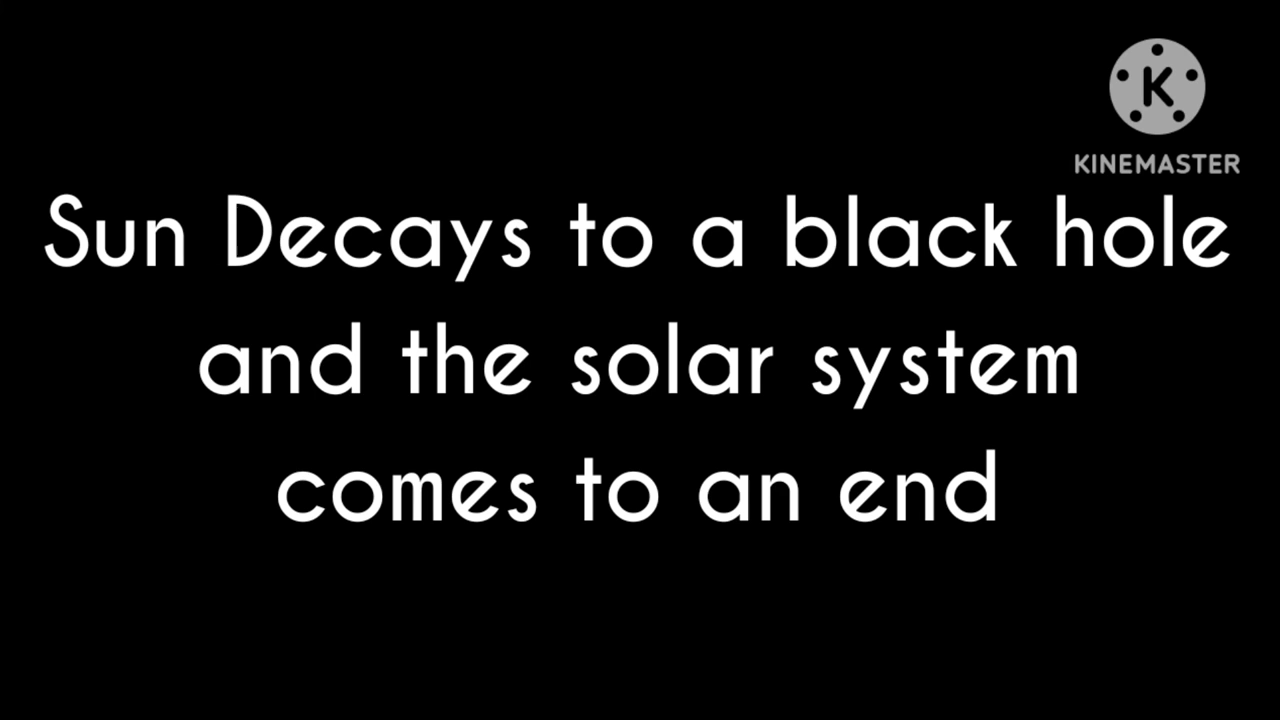 K
KINEMASTER
Sun Decays to a black hole
and the solar system
comes to an end